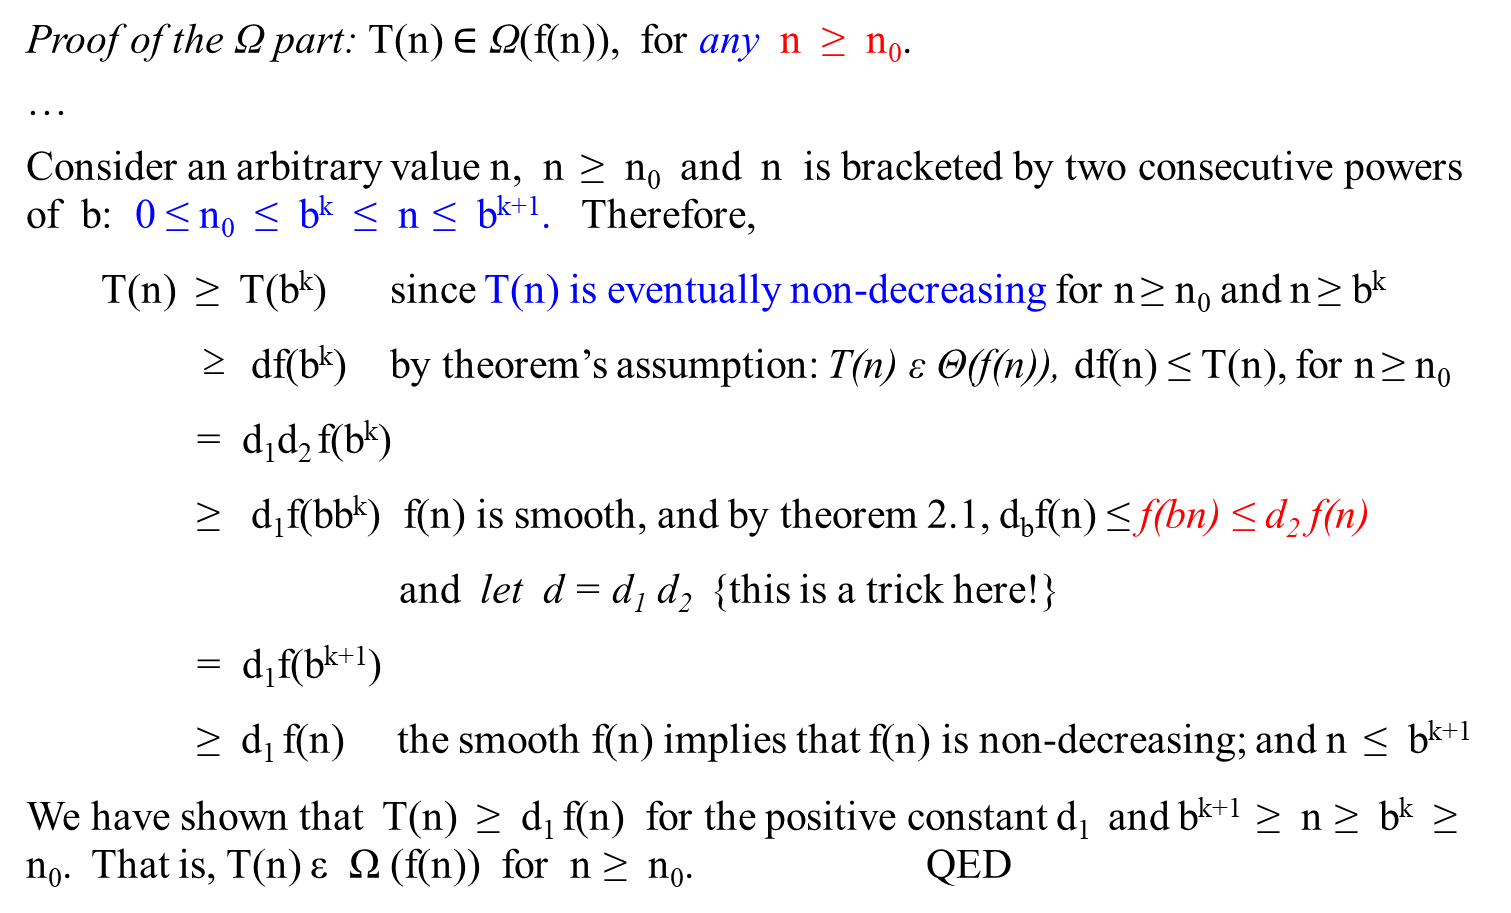 Proof of the Ω part: T(n) ∈ Ω(f(n)), for any n ≥ n₀.
…
Consider an arbitrary value n, n ≥ n₀ and n is bracketed by two consecutive powers
of b: 0 ≤ n₀ ≤ bᵏ ≤ n ≤ bᵏ⁺¹. Therefore,
T(n) ≥ T(bᵏ) since T(n) is eventually non-decreasing for n ≥ n₀ and n ≥ bᵏ
≥ df(bᵏ) by theorem’s assumption: T(n) ε Θ(f(n)), df(n) ≤ T(n), for n ≥ n₀
= d₁d₂ f(bᵏ)
≥ d₁f(bbᵏ) f(n) is smooth, and by theorem 2.1, d_bf(n) ≤ f(bn) ≤ d₂ f(n)
and let d = d₁ d₂ {this is a trick here!}
= d₁f(bᵏ⁺¹)
≥ d₁ f(n) the smooth f(n) implies that f(n) is non-decreasing; and n ≤ bᵏ⁺¹
We have shown that T(n) ≥ d₁ f(n) for the positive constant d₁ and bᵏ⁺¹ ≥ n ≥ bᵏ ≥
n₀. That is, T(n) ε Ω (f(n)) for n ≥ n₀. QED